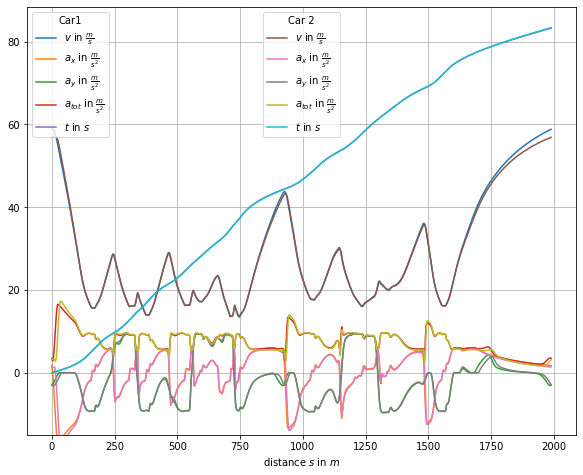 Car1
v in m/s
a_x in m/s²
a_y in m/s²
a_tot in m/s²
t in s
Car 2
v in m/s
a_x in m/s²
a_y in m/s²
a_tot in m/s²
t in s
80
60
40
20
0
0 250 500 750 1000 1250 1500 1750 2000
distance s in m